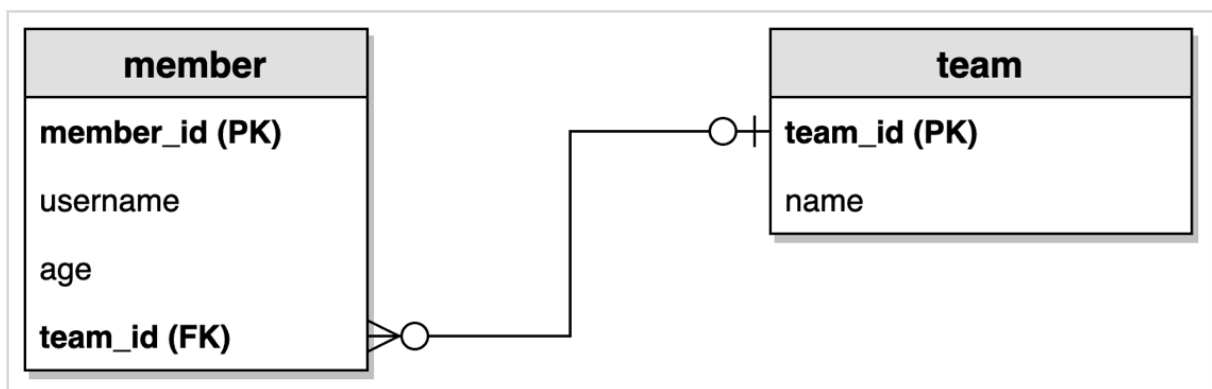 member
member_id (PK)
username
age
team_id (FK)
team
team_id (PK)
name